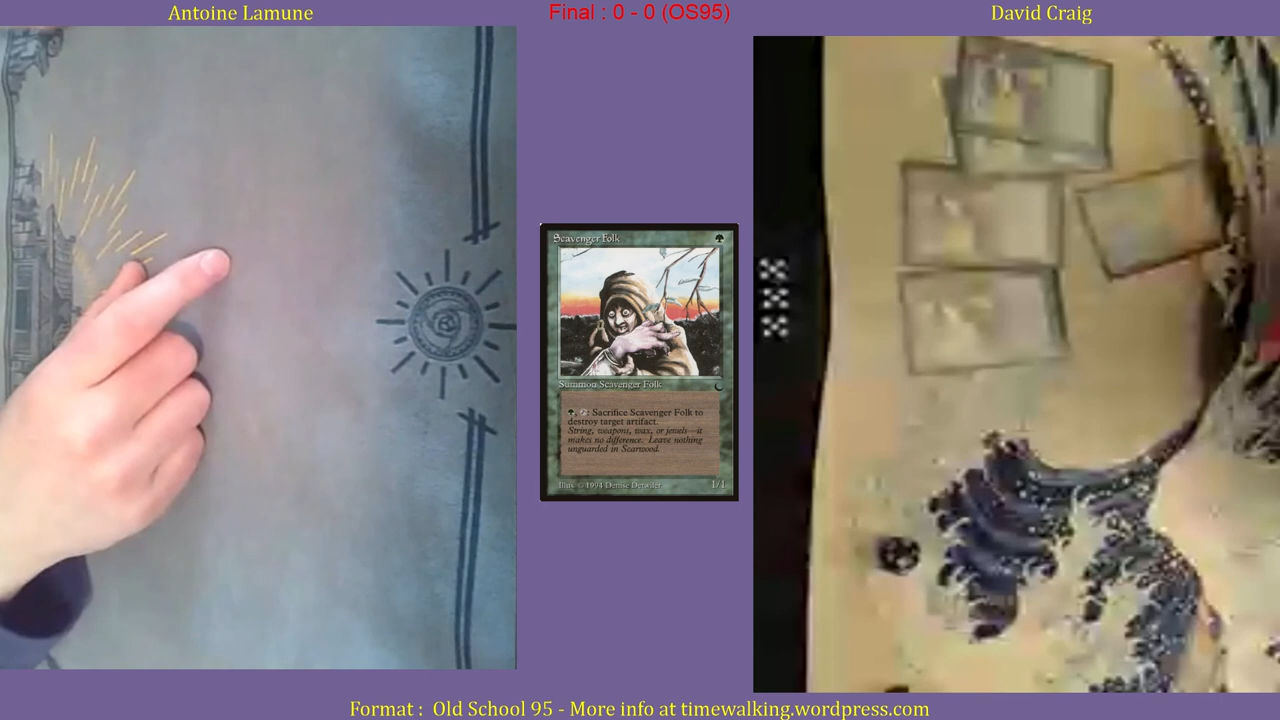 Antoine Lamune
Final : 0 - 0 (OS95)
David Craig
Scavenger Folk
Summon Scavenger Folk
: Sacrifice Scavenger Folk to
destroy target artifact.
String, weapons, wax, or jewels—it
makes no difference. Leave nothing
unguarded in Scarwood.
Illus. © 1994 Dennis Detwiller
1/1
Format : Old School 95 - More info at timewalking.wordpress.com